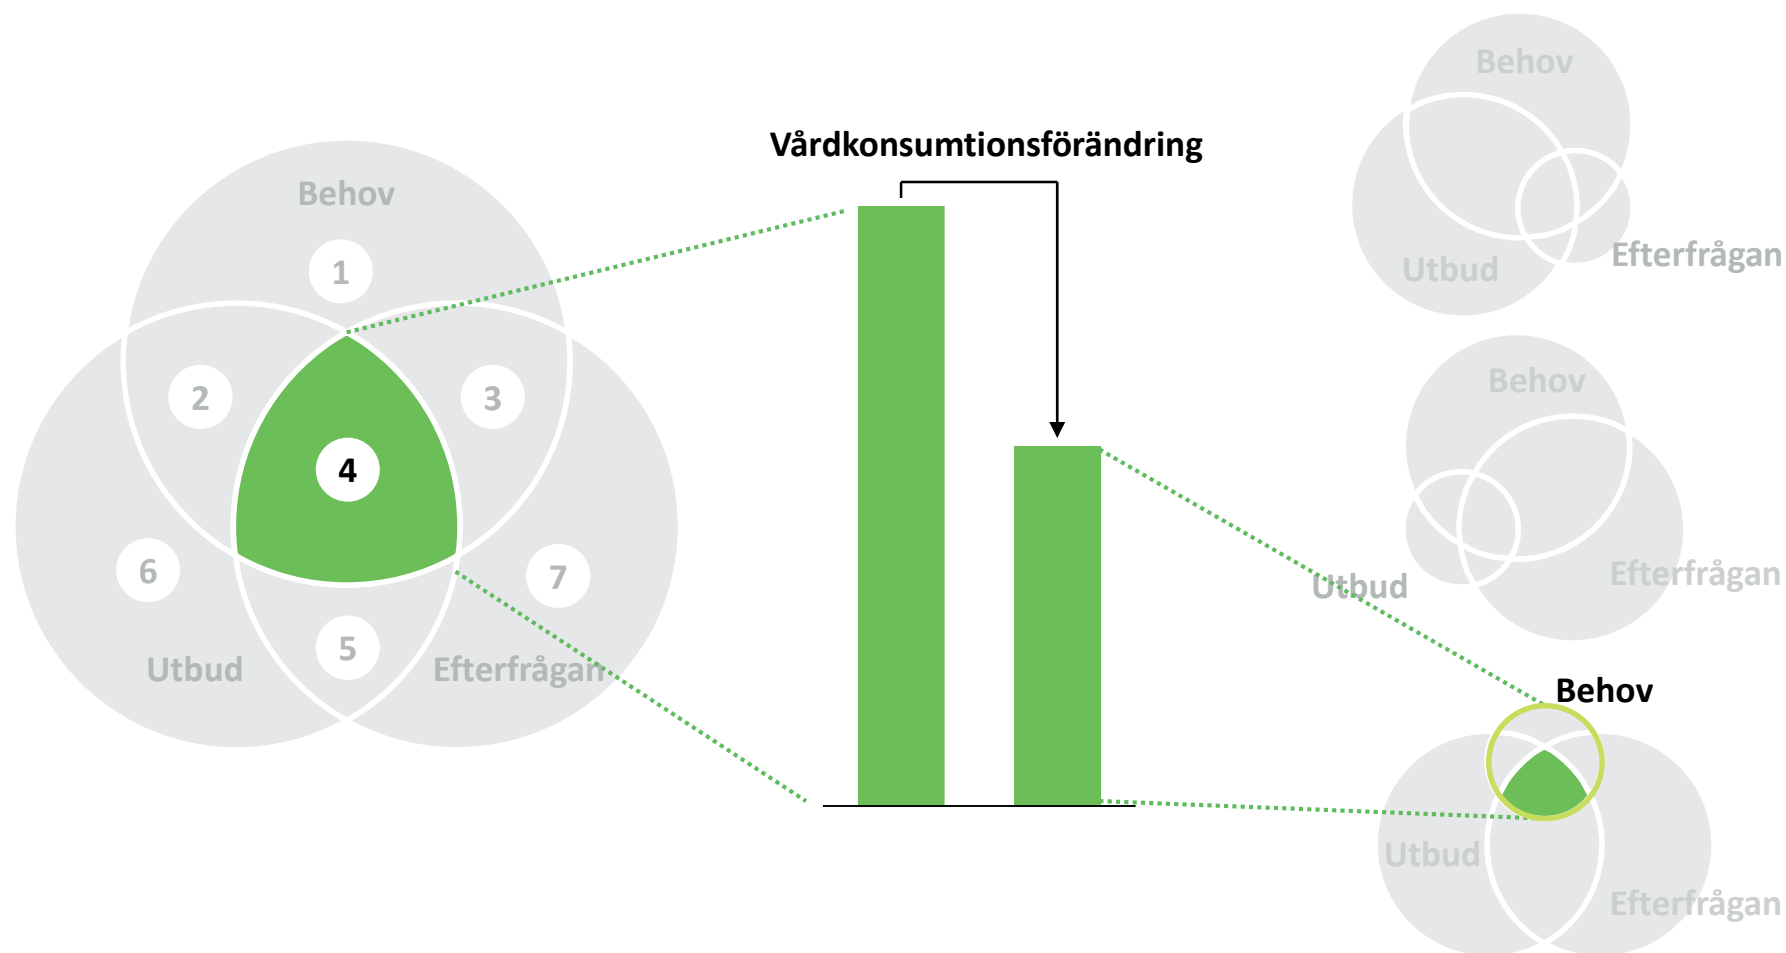 Behov
1
2
3
4
6
7
5
Utbud
Efterfrågan
Vårdkonsumtionsförändring
Behov
Utbud
Efterfrågan
Behov
Utbud
Efterfrågan
Behov
Utbud
Efterfrågan